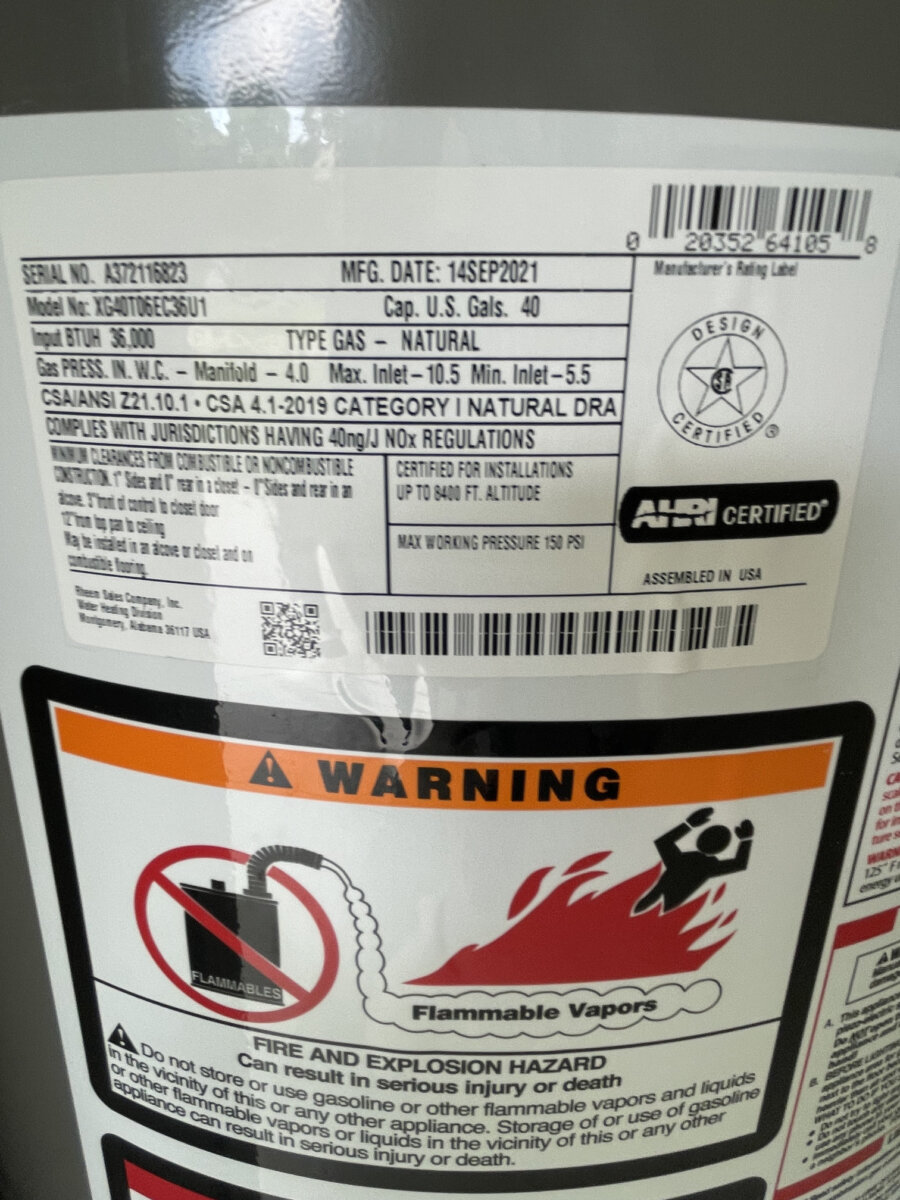 0 20352 64105 8
Manufacturer's Rating Label
SERIAL NO. A372116823 MFG. DATE: 14SEP2021
Model No: XG40T06EC36U1 Cap. U.S. Gals. 40
Input BTUH 36,000 TYPE GAS – NATURAL
Gas PRESS. IN. W.C. – Manifold – 4.0 Max. Inlet – 10.5 Min. Inlet – 5.5
CSA/ANSI Z21.10.1 • CSA 4.1-2019 CATEGORY I NATURAL DRA
COMPLIES WITH JURISDICTIONS HAVING 40ng/J NOx REGULATIONS
MINIMUM CLEARANCES FROM COMBUSTIBLE OR NONCOMBUSTIBLE
CONSTRUCTION. 1" Sides and 0" rear in a closet – 0" Sides and rear in an
alcove. 3" front of control to closet door
12" from top pan to ceiling
May be installed in an alcove or closet and on
combustible flooring.
CERTIFIED FOR INSTALLATIONS
UP TO 8400 FT. ALTITUDE
MAX WORKING PRESSURE 150 PSI
DESIGN
CERTIFIED ®
AHRI CERTIFIED®
ASSEMBLED IN USA
Rheem Sales Company, Inc.
Water Heating Division
Montgomery, Alabama 36117 USA
WARNING
FLAMMABLES
Flammable Vapors
FIRE AND EXPLOSION HAZARD
Can result in serious injury or death
Do not store or use gasoline or other flammable vapors and liquids
in the vicinity of this or any other appliance. Storage of or use of gasoline
or other flammable vapors or liquids in the vicinity of this or any other
appliance can result in serious injury or death.